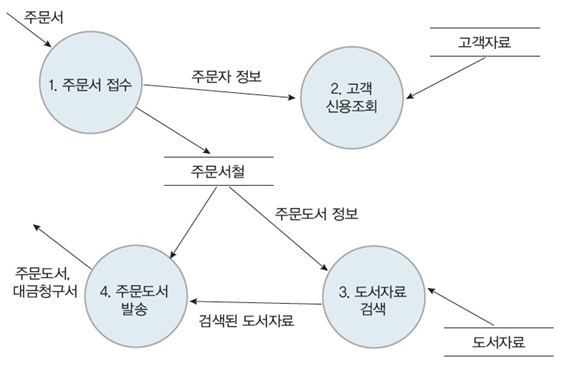 주문서
1. 주문서 접수
주문자 정보
2. 고객
신용조회
고객자료
주문서철
주문도서 정보
주문도서,
대금청구서
4. 주문도서
발송
검색된 도서자료
3. 도서자료
검색
도서자료